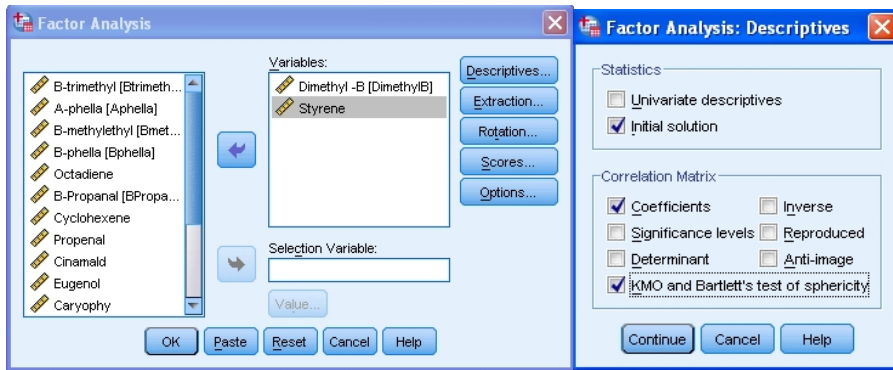 Factor Analysis
B-trimethyl [Btrimeth...
A-phella [Aphella]
B-methylethyl [Bmet...
B-phella [Bphella]
Octadiene
B-Propanal [BPropa...
Cyclohexene
Propenal
Cinamald
Eugenol
Caryophy
Variables:
Dimethyl -B [DimethylB]
Styrene
Selection Variable:
Value...
Descriptives...
Extraction...
Rotation...
Scores...
Options...
OK Paste Reset Cancel Help
Factor Analysis: Descriptives
Statistics
Univariate descriptives
Initial solution
Correlation Matrix
Coefficients Inverse
Significance levels Reproduced
Determinant Anti-image
KMO and Bartlett's test of sphericity
Continue Cancel Help